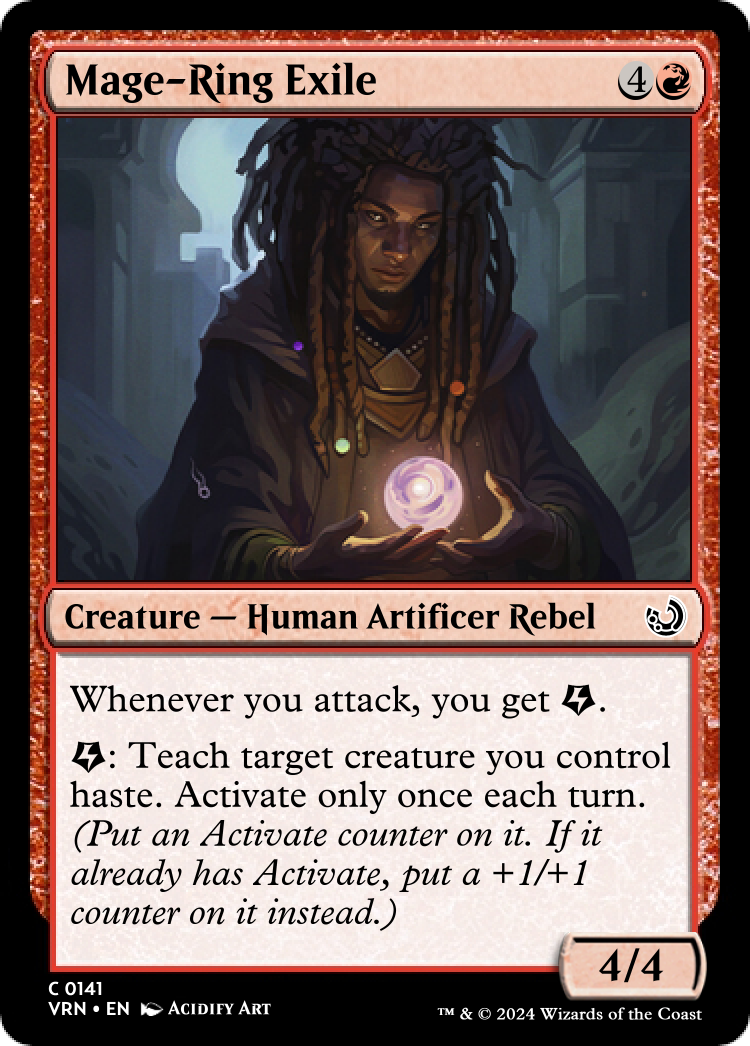 Mage-Ring Exile 4
Creature — Human Artificer Rebel
Whenever you attack, you get .
: Teach target creature you control
haste. Activate only once each turn.
(Put an Activate counter on it. If it
already has Activate, put a +1/+1
counter on it instead.)
4/4
C 0141
VRN • EN Acidify Art
™ & © 2024 Wizards of the Coast